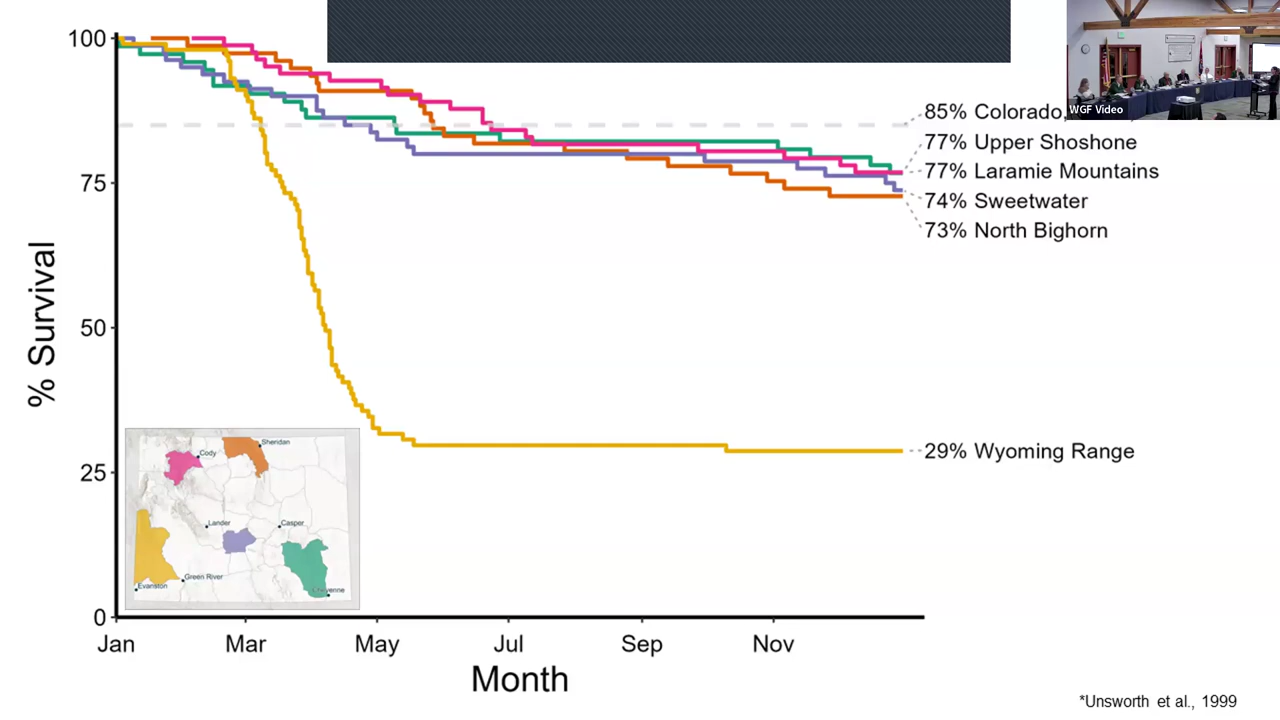 100
75
50
25
0
% Survival
Jan
Mar
May
Jul
Sep
Nov
Month
85% Colorado,
77% Upper Shoshone
77% Laramie Mountains
74% Sweetwater
73% North Bighorn
29% Wyoming Range
WGF Video
Sheridan
Cody
Lander
Casper
Green River
Evanston
Cheyenne
*Unsworth et al., 1999